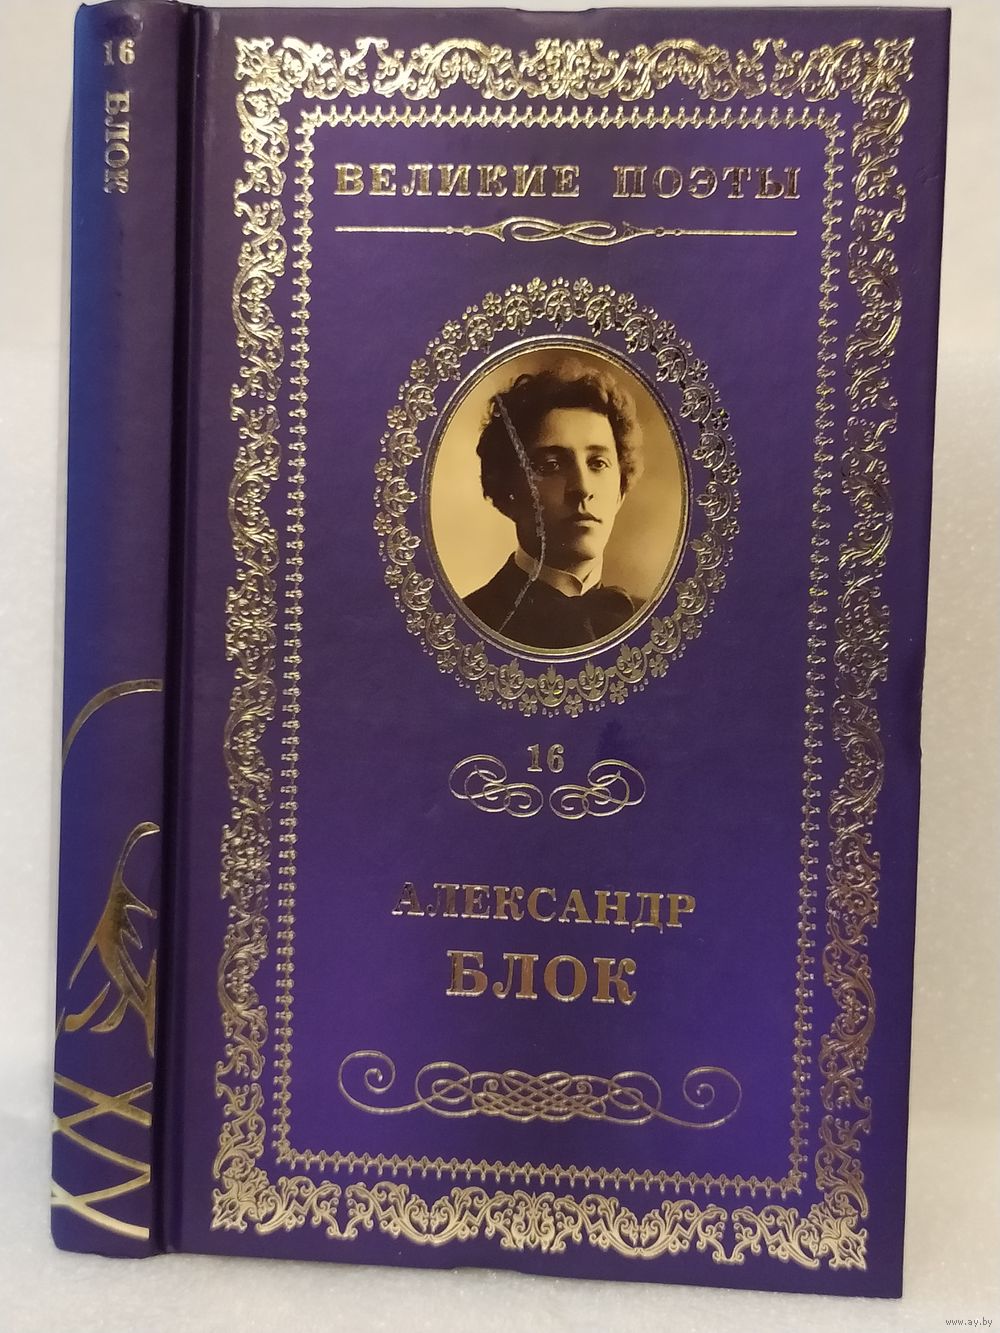 16 БЛОК
ВЕЛИКИЕ ПОЭТЫ
16
АЛЕКСАНДР
БЛОК
www.ay.by